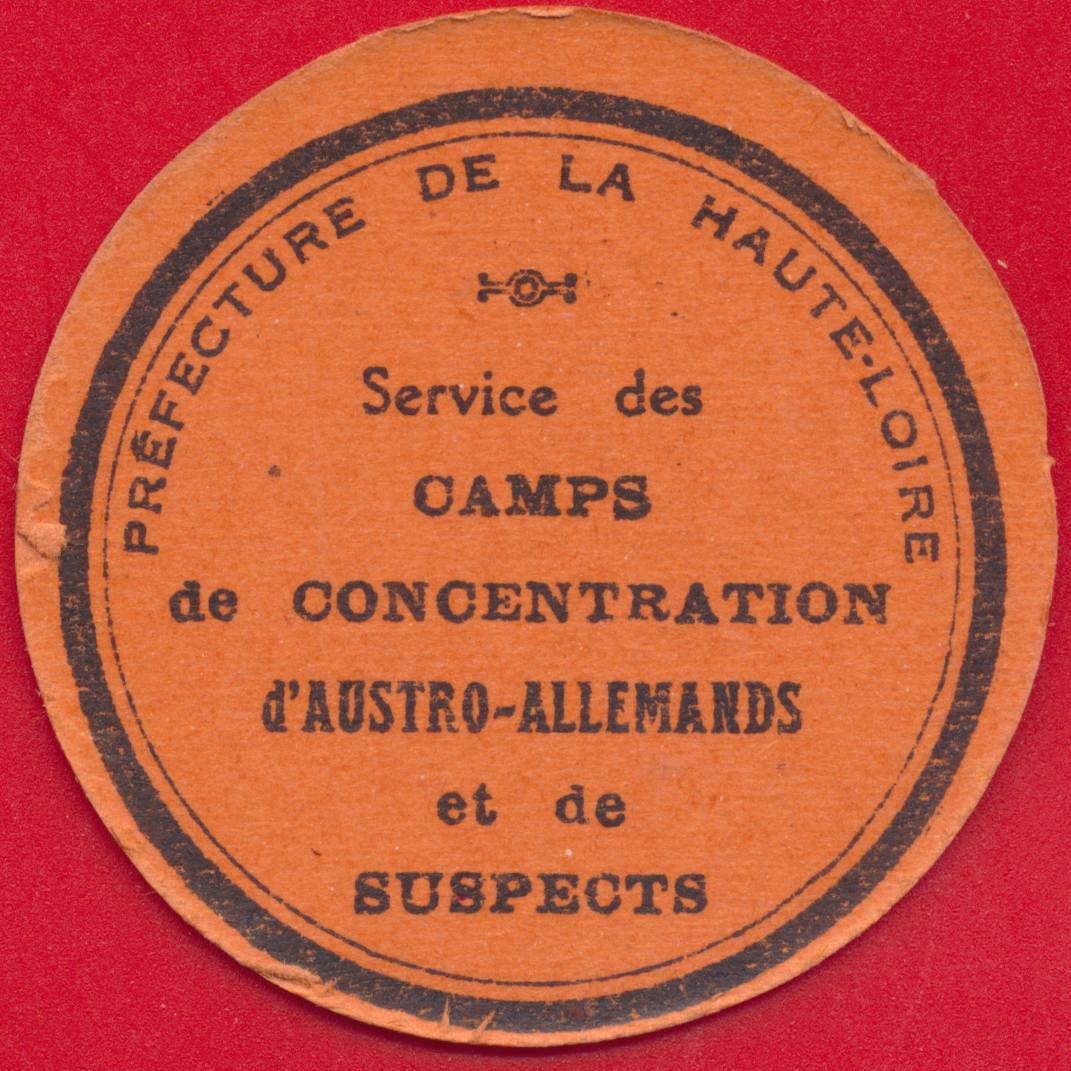 PRÉFECTURE DE LA HAUTE-LOIRE
Service des
CAMPS
de CONCENTRATION
d'AUSTRO-ALLEMANDS
et de
SUSPECTS